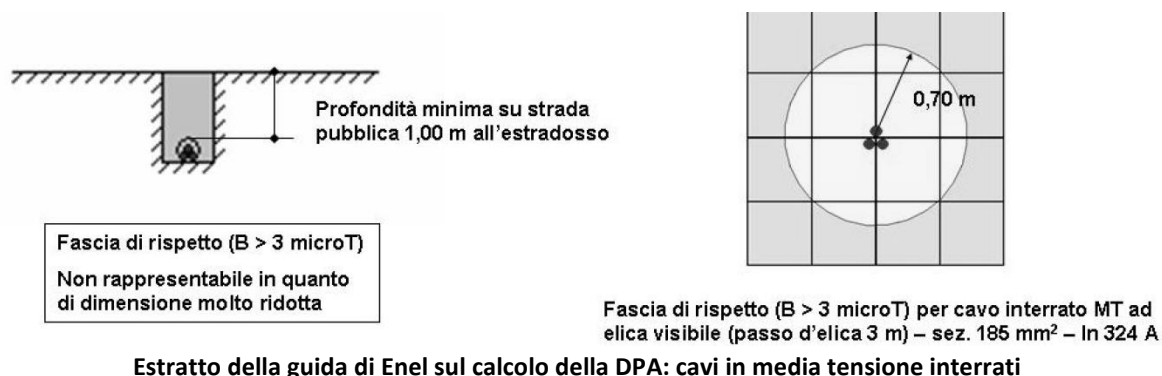 Profondità minima su strada
pubblica 1,00 m all'estradosso
Fascia di rispetto (B > 3 microT)
Non rappresentabile in quanto
di dimensione molto ridotta
0,70 m
Fascia di rispetto (B > 3 microT) per cavo interrato MT ad
elica visibile (passo d'elica 3 m) – sez. 185 mm² – In 324 A
Estratto della guida di Enel sul calcolo della DPA: cavi in media tensione interrati